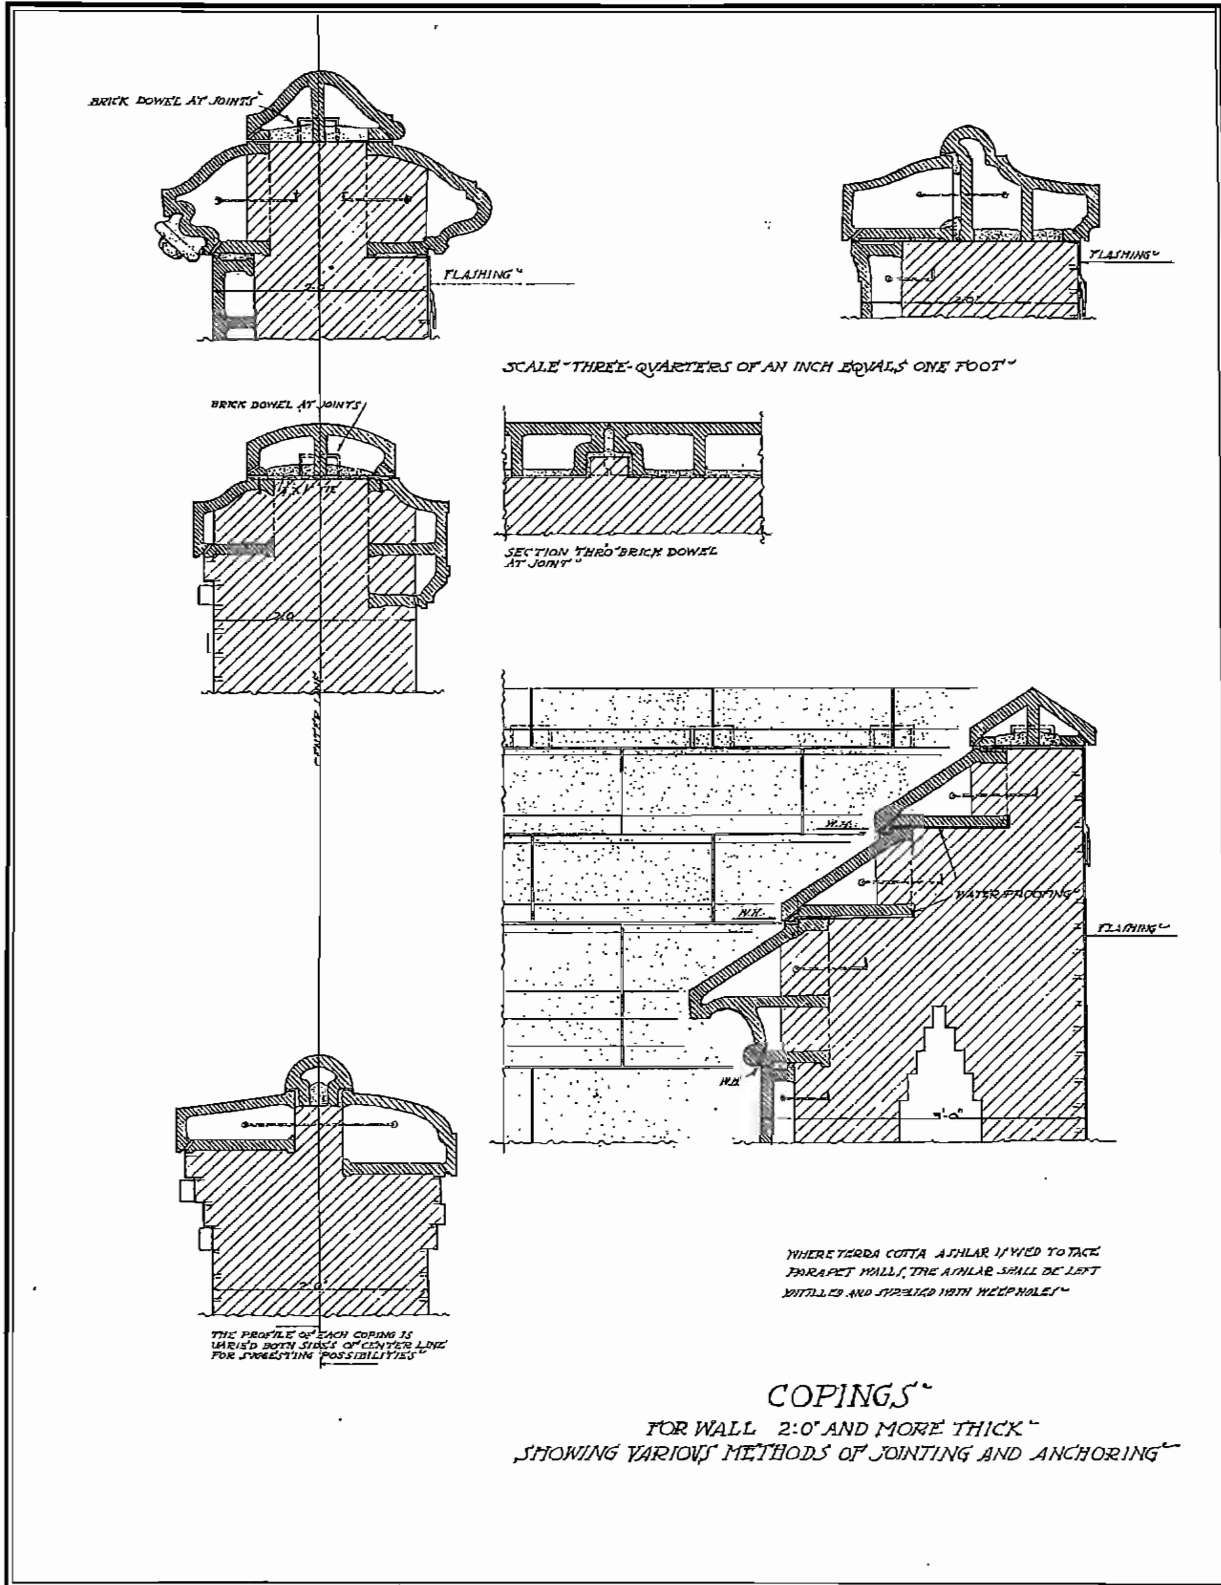 BRICK DOWEL AT JOINTS
FLASHING
FLASHING
2'0"
SCALE - THREE-QUARTERS OF AN INCH EQUALS ONE FOOT
BRICK DOWEL AT JOINTS
SECTION THRO' BRICK DOWEL
AT JOINT
2'0
CENTER LINE
W.H.
WATER PROOFING
W.H.
FLASHING
W.H.
2'0"
THE PROFILE OF EACH COPING IS
VARIED BOTH SIDES OF CENTER LINE
FOR SUGGESTING POSSIBILITIES
WHERE TERRA COTTA ASHLAR IS USED TO FACE
PARAPET WALLS, THE ASHLAR SHALL BE LEFT
UNFILLED AND SUPPLIED WITH WEEP HOLES
COPINGS
FOR WALL 2'0" AND MORE THICK
SHOWING VARIOUS METHODS OF JOINTING AND ANCHORING